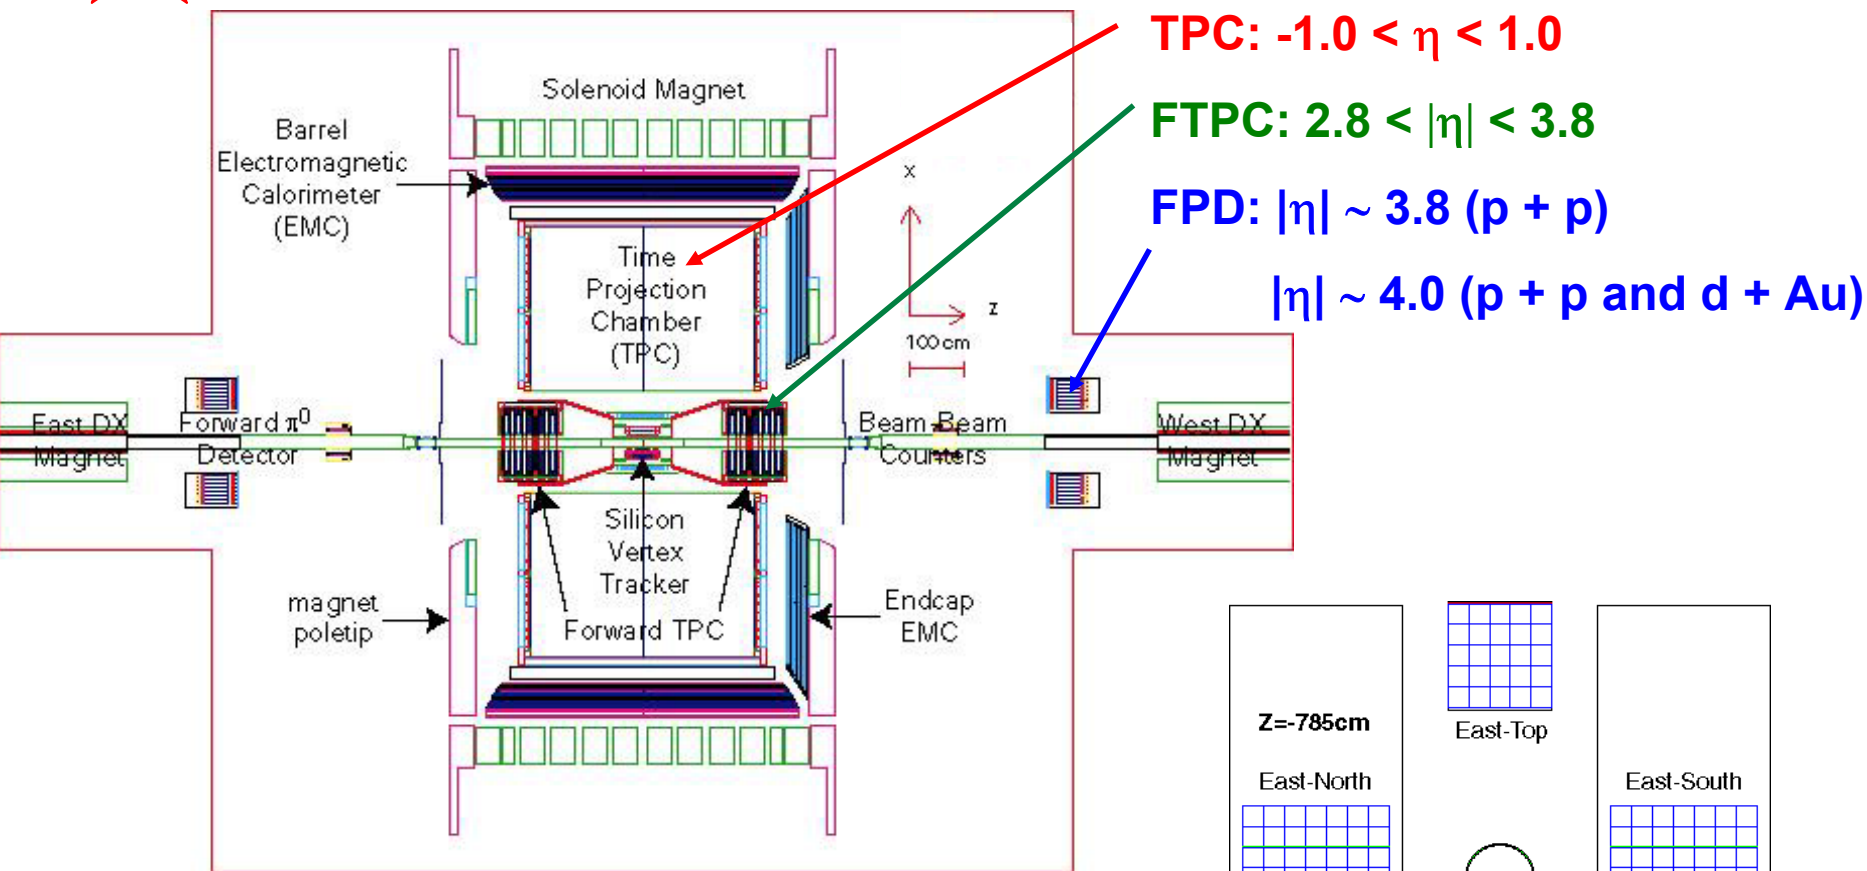 TPC: -1.0 < η < 1.0
FTPC: 2.8 < |η| < 3.8
FPD: |η| ~ 3.8 (p + p)
|η| ~ 4.0 (p + p and d + Au)
Solenoid Magnet
Barrel
Electromagnetic
Calorimeter
(EMC)
Time
Projection
Chamber
(TPC)
x
z
100cm
East DX
Magnet
Forward π⁰
Detector
Beam-Beam
Counters
West DX
Magnet
Silicon
Vertex
Tracker
Forward TPC
magnet
poletip
Endcap
EMC
Z=-785cm
East-Top
East-North
East-South